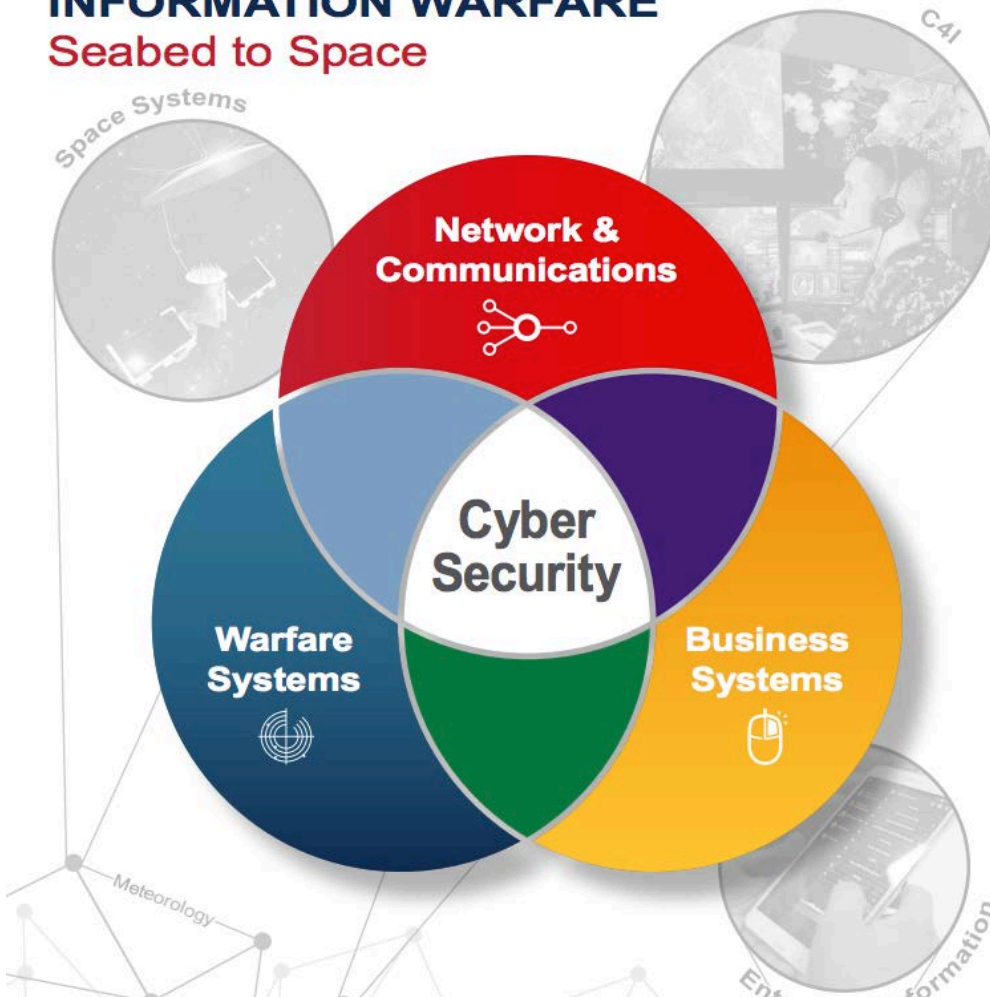 INFORMATION WARFARE
Seabed to Space
C4I
Space Systems
Network &
Communications
Cyber
Security
Warfare
Systems
Business
Systems
Meteorology